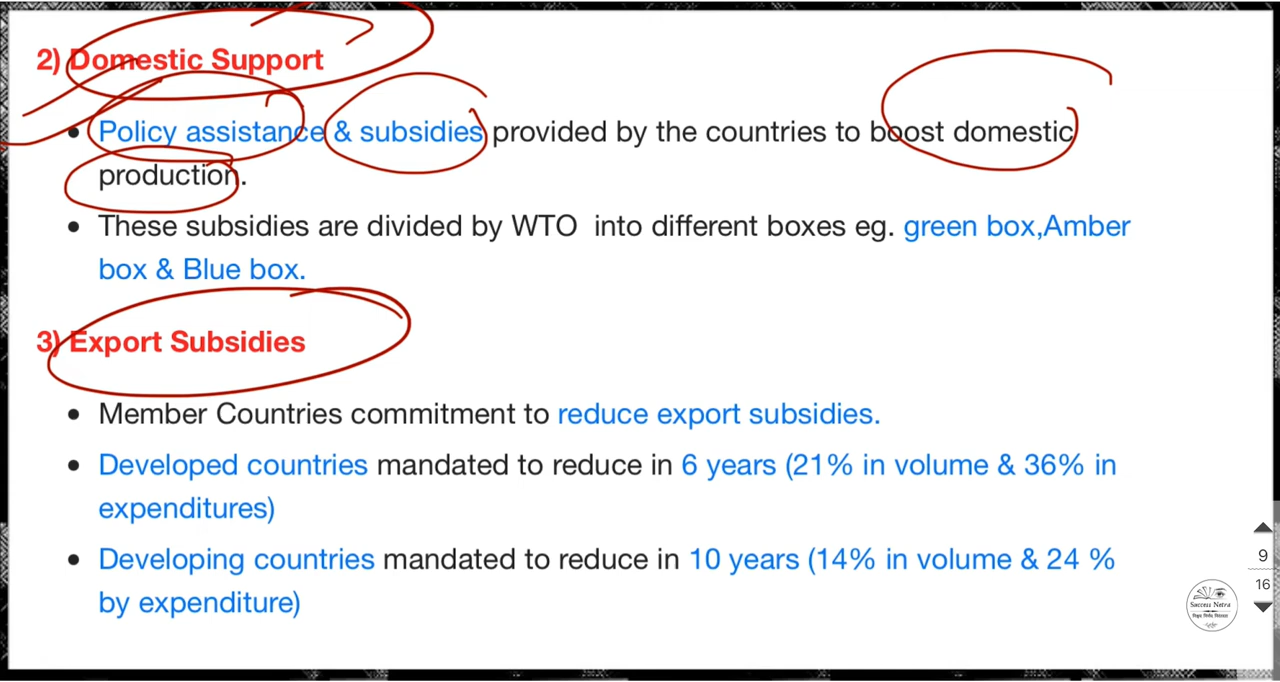 2) Domestic Support
• Policy assistance & subsidies provided by the countries to boost domestic
production.
• These subsidies are divided by WTO into different boxes eg. green box,Amber
box & Blue box.
3) Export Subsidies
• Member Countries commitment to reduce export subsidies.
• Developed countries mandated to reduce in 6 years (21% in volume & 36% in
expenditures)
• Developing countries mandated to reduce in 10 years (14% in volume & 24 %
by expenditure)
9
16
Success Netra